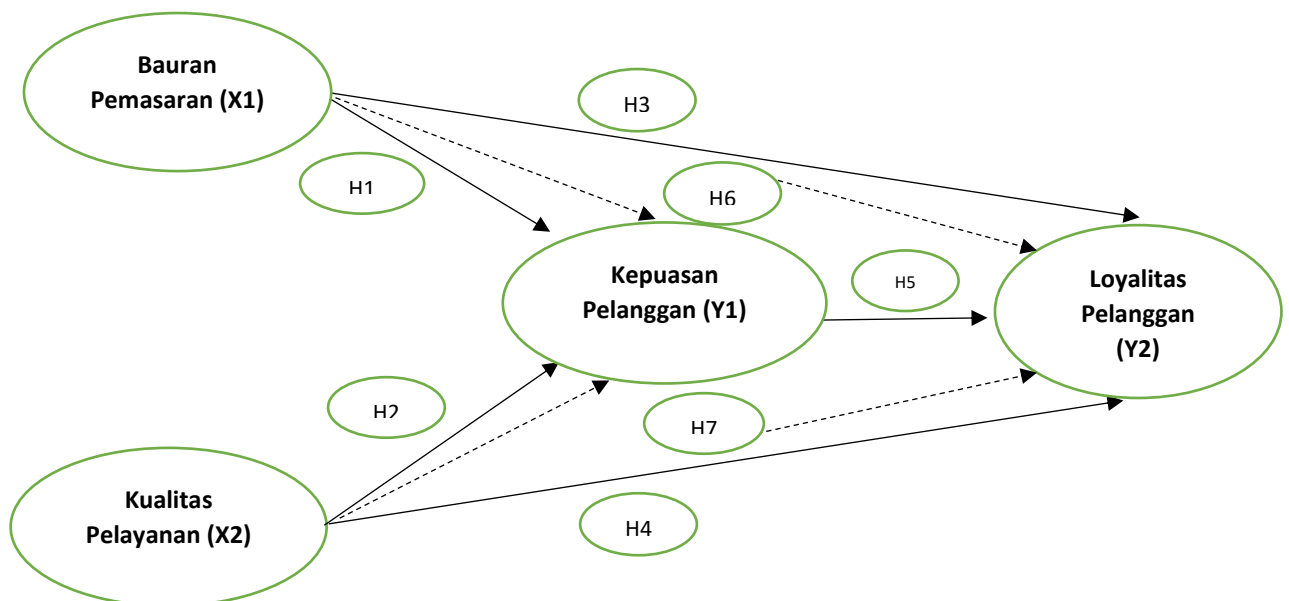 Bauran
Pemasaran (X1)
H3
H1
H6
Kepuasan
Pelanggan (Y1)
H5
Loyalitas
Pelanggan
(Y2)
H2
H7
Kualitas
Pelayanan (X2)
H4